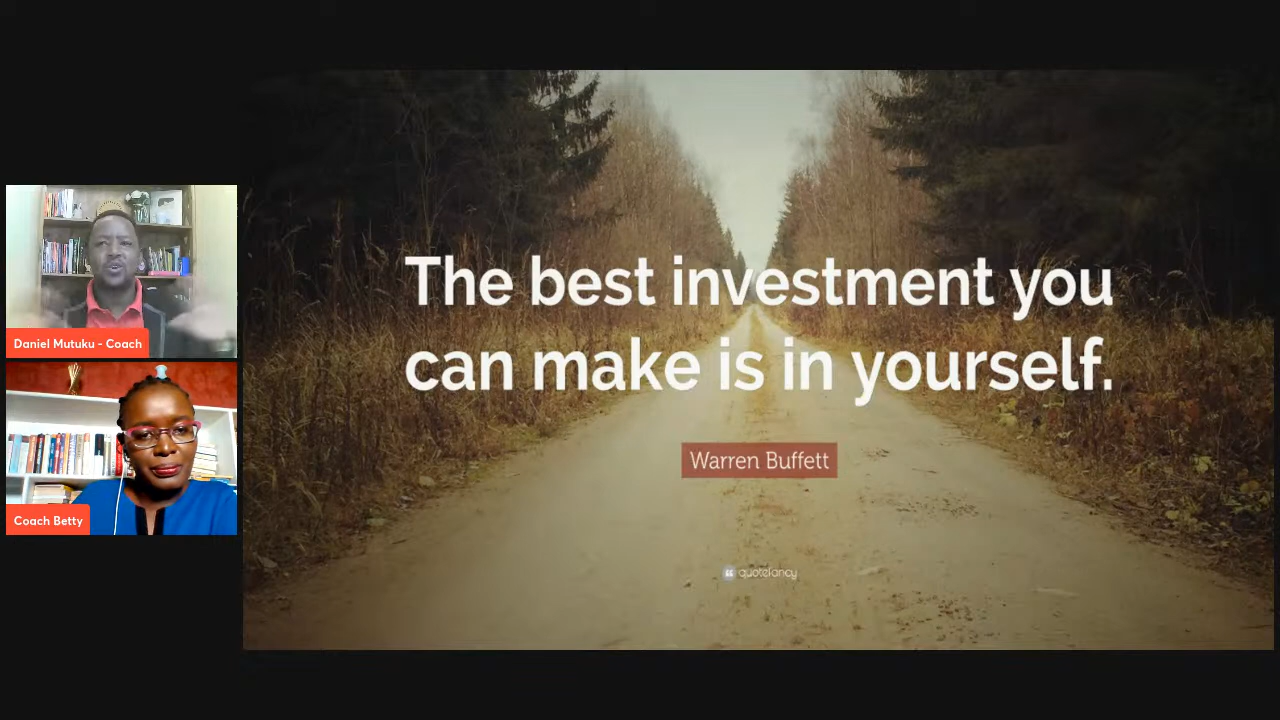 Daniel Mutuku - Coach
Coach Betty
The best investment you
can make is in yourself.
Warren Buffett
quotefancy